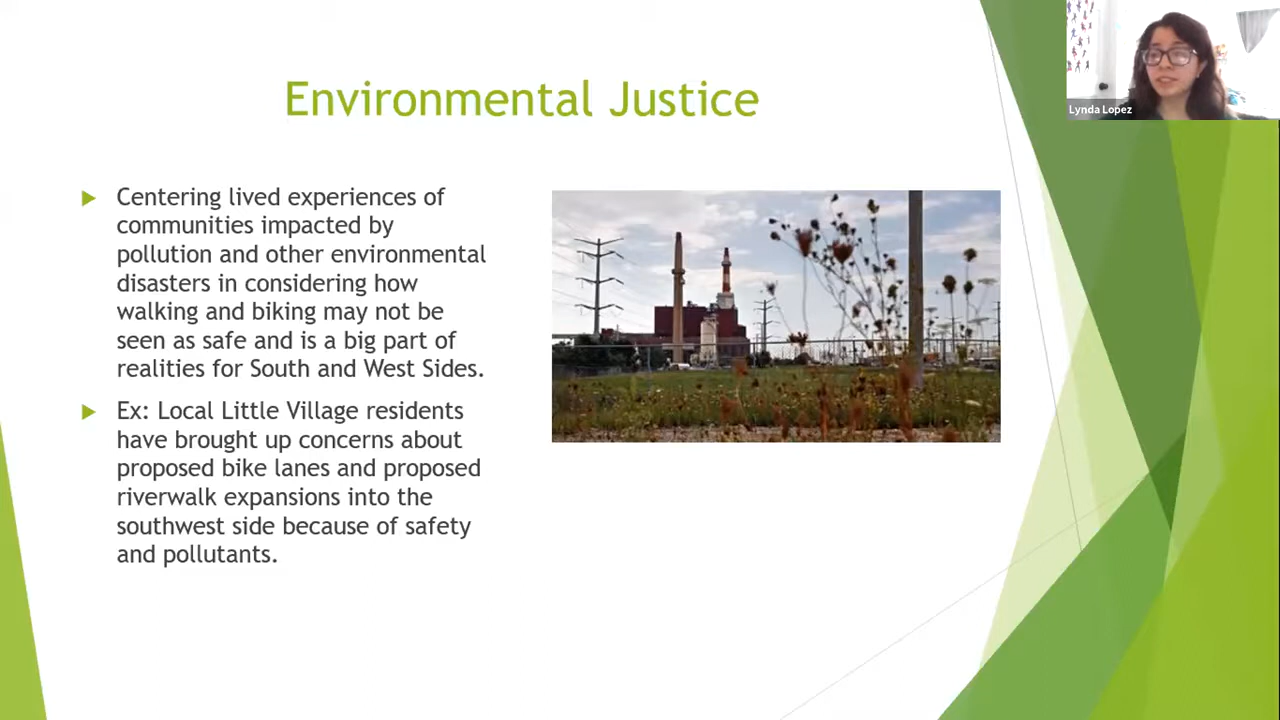 Environmental Justice
Lynda Lopez
Centering lived experiences of
communities impacted by
pollution and other environmental
disasters in considering how
walking and biking may not be
seen as safe and is a big part of
realities for South and West Sides.
Ex: Local Little Village residents
have brought up concerns about
proposed bike lanes and proposed
riverwalk expansions into the
southwest side because of safety
and pollutants.